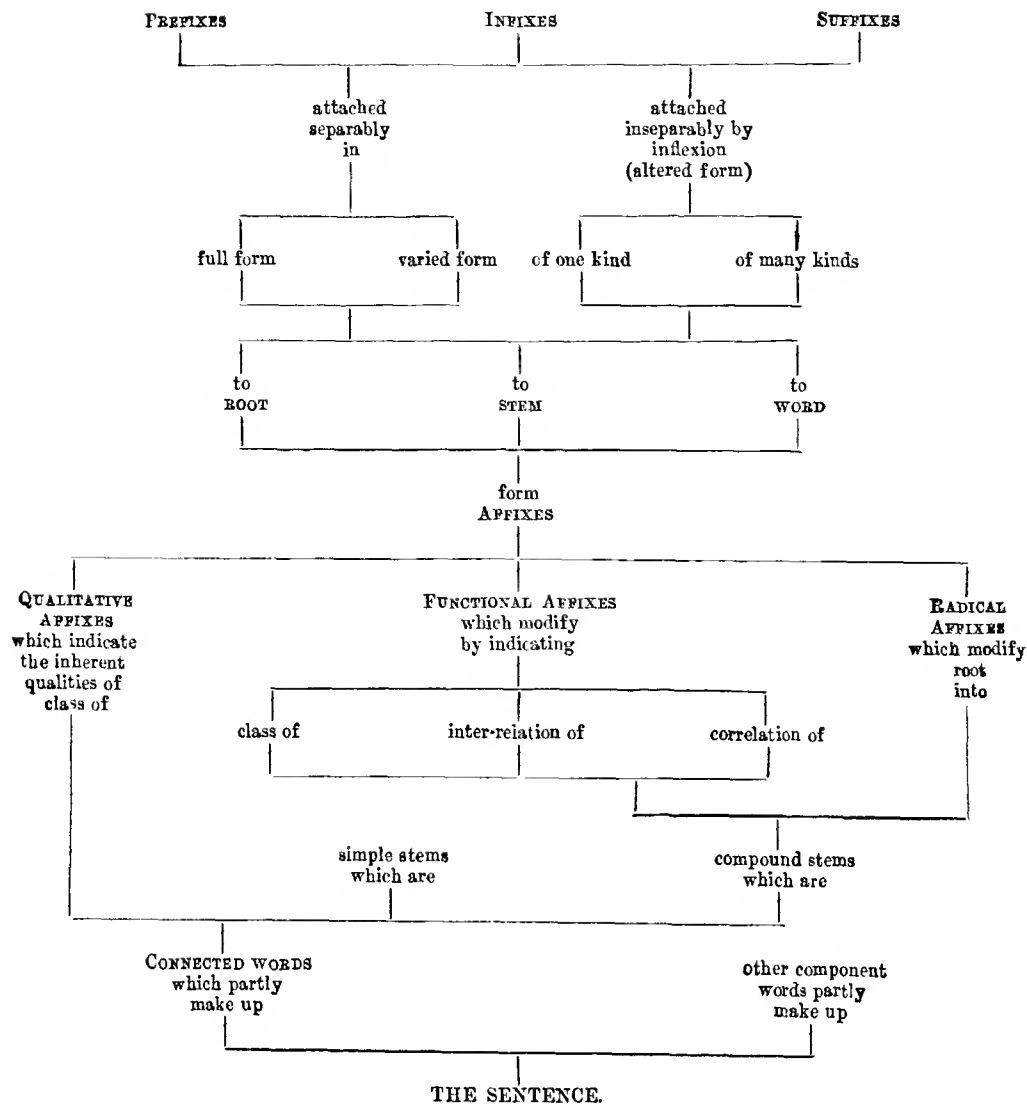 PREFIXES INFIXES SUFFIXES
attached
separably
in
attached
inseparably by
inflexion
(altered form)
full form varied form of one kind of many kinds
to
ROOT
to
STEM
to
WORD
form
AFFIXES
QUALITATIVE
AFFIXES
which indicate
the inherent
qualities of
class of
FUNCTIONAL AFFIXES
which modify
by indicating
RADICAL
AFFIXES
which modify
root
into
class of inter-relation of correlation of
simple stems
which are
compound stems
which are
CONNECTED WORDS
which partly
make up
other component
words partly
make up
THE SENTENCE.